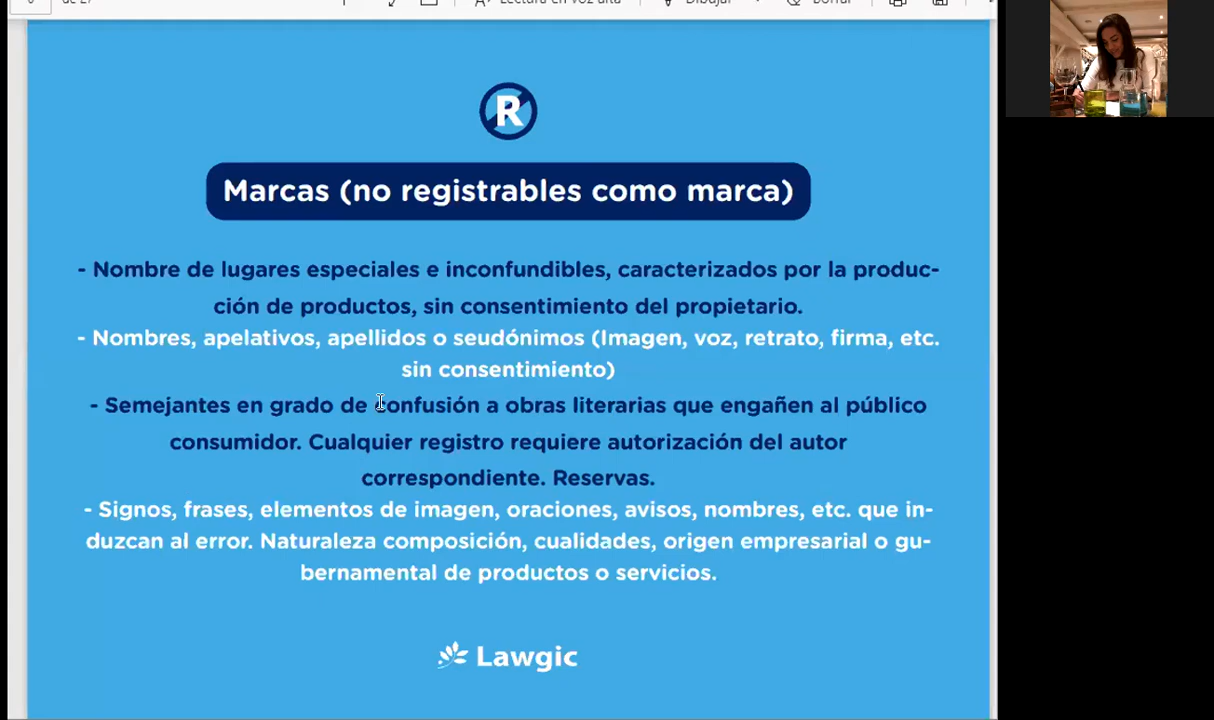 de 27 Lectura en voz alta Dibujar Borrar
R
Marcas (no registrables como marca)
- Nombre de lugares especiales e inconfundibles, caracterizados por la produc-
ción de productos, sin consentimiento del propietario.
- Nombres, apelativos, apellidos o seudónimos (Imagen, voz, retrato, firma, etc.
sin consentimiento)
- Semejantes en grado de confusión a obras literarias que engañen al público
consumidor. Cualquier registro requiere autorización del autor
correspondiente. Reservas.
- Signos, frases, elementos de imagen, oraciones, avisos, nombres, etc. que in-
duzcan al error. Naturaleza composición, cualidades, origen empresarial o gu-
bernamental de productos o servicios.
Lawgic